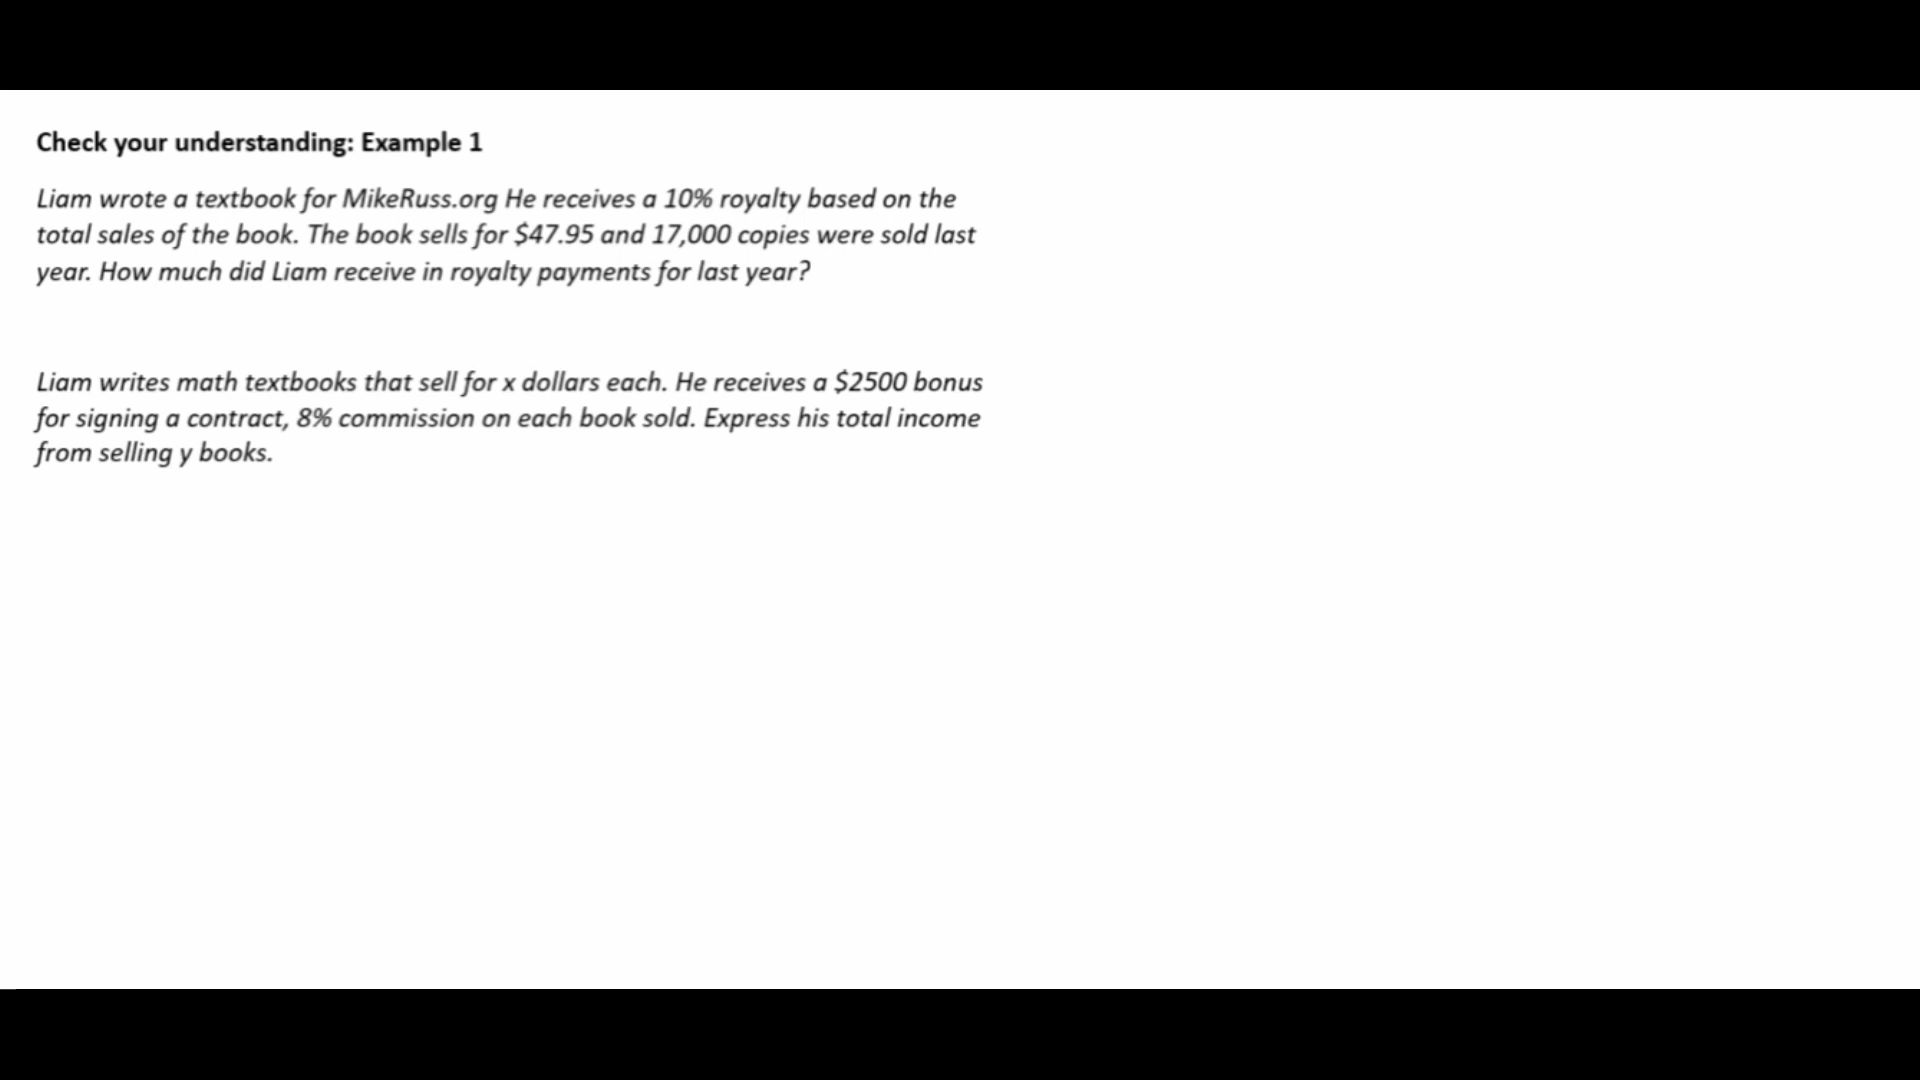 Check your understanding: Example 1
Liam wrote a textbook for MikeRuss.org He receives a 10% royalty based on the
total sales of the book. The book sells for $47.95 and 17,000 copies were sold last
year. How much did Liam receive in royalty payments for last year?
Liam writes math textbooks that sell for x dollars each. He receives a $2500 bonus
for signing a contract, 8% commission on each book sold. Express his total income
from selling y books.